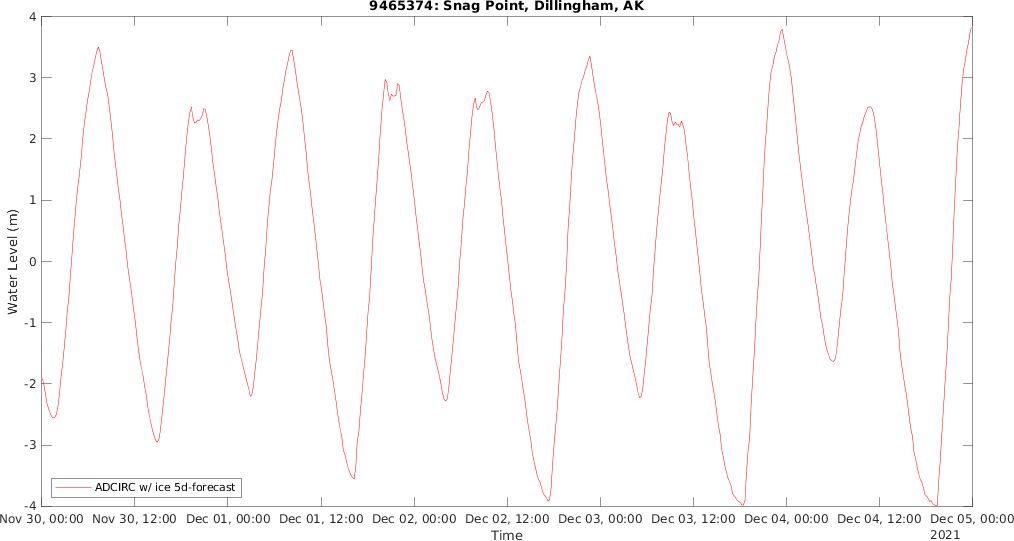 9465374: Snag Point, Dillingham, AK
4
3
2
1
0
-1
-2
-3
-4
Water Level (m)
ADCIRC w/ ice 5d-forecast
Nov 30, 00:00 Nov 30, 12:00 Dec 01, 00:00 Dec 01, 12:00 Dec 02, 00:00 Dec 02, 12:00 Dec 03, 00:00 Dec 03, 12:00 Dec 04, 00:00 Dec 04, 12:00 Dec 05, 00:00
Time
2021